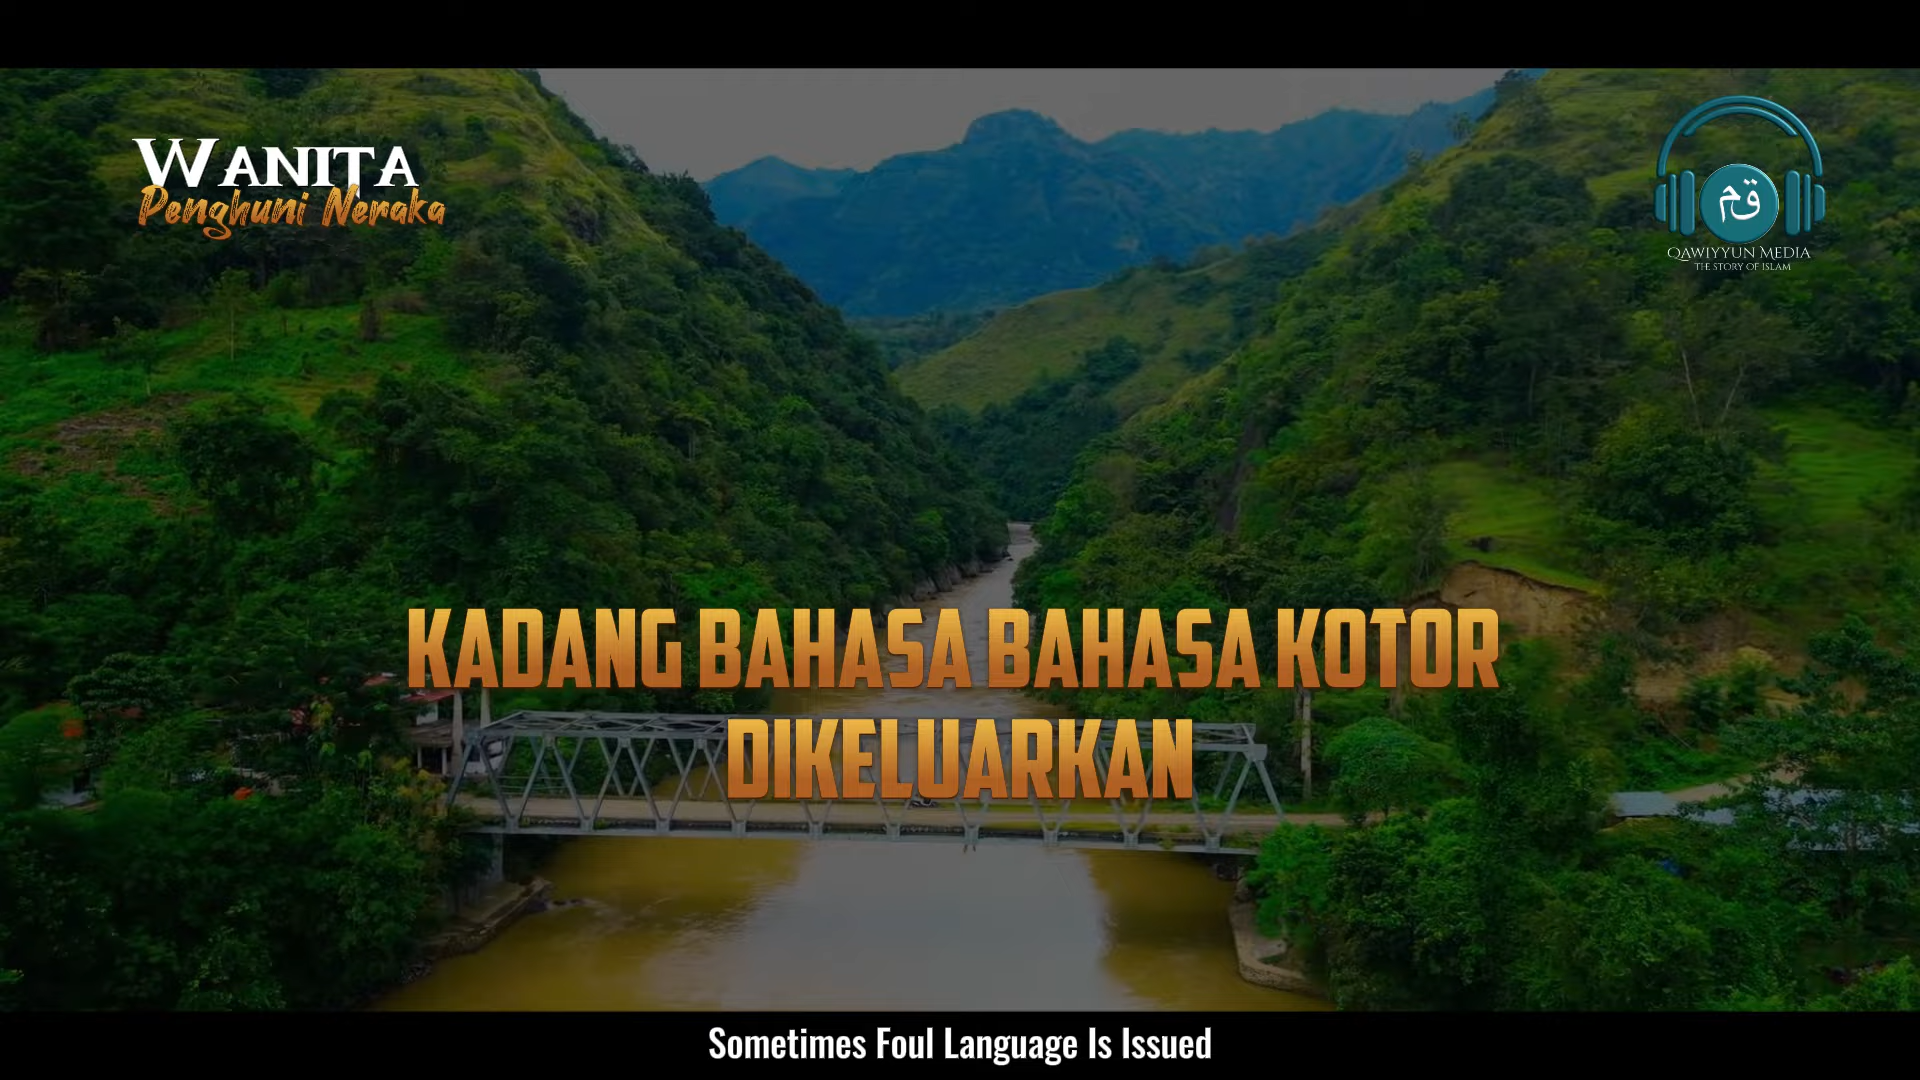 WANITA
Penghuni Neraka
قم
QAWIYYUN MEDIA
THE STORY OF ISLAM
KADANG BAHASA BAHASA KOTOR
DIKELUARKAN
Sometimes Foul Language Is Issued